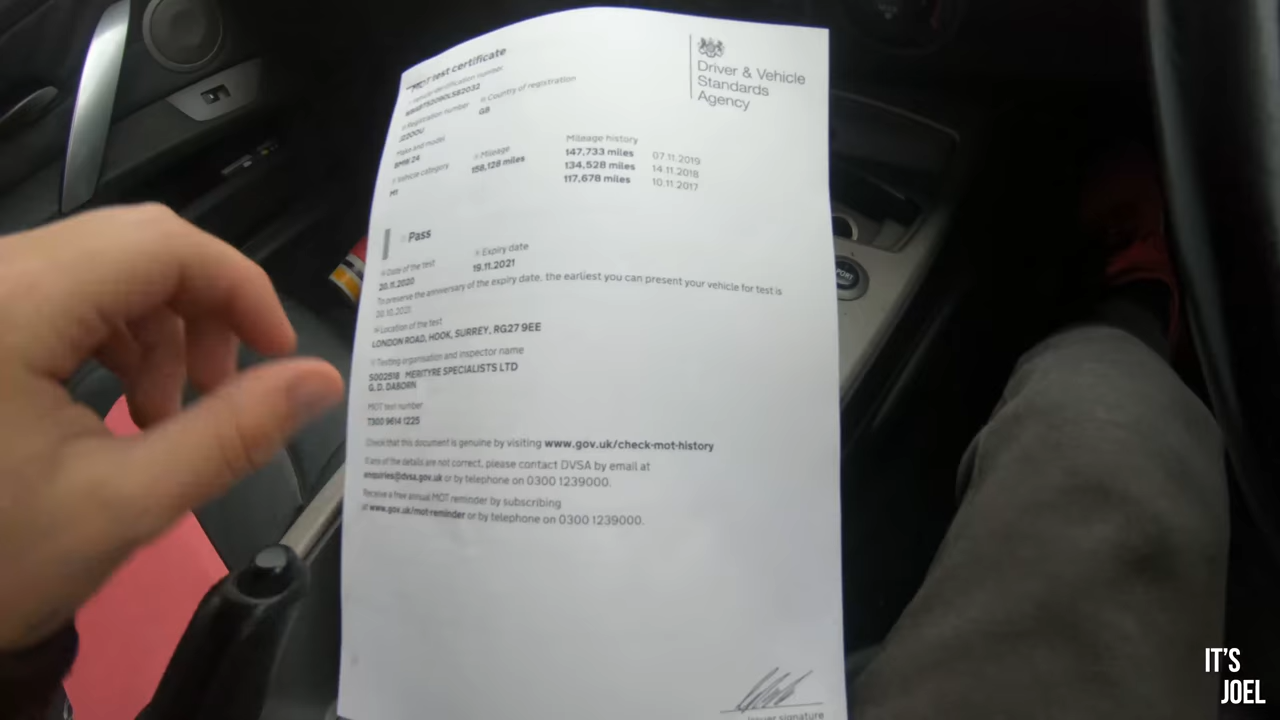 MOT test certificate
Vehicle identification number
Registration number
Country of registration
GB
Make and model
BMW Z4
Vehicle category
M1
Mileage
158,128 miles
Mileage history
147,733 miles 07.11.2019
134,528 miles 14.11.2018
117,678 miles 10.11.2017
Driver & Vehicle
Standards
Agency
Pass
Date of the test
20.11.2020
Expiry date
19.11.2021
To preserve the anniversary of the expiry date, the earliest you can present your vehicle for test is
20.10.2021
Location of the test
LONDON ROAD, HOOK, SURREY, RG27 9EE
Testing organisation and inspector name
S002518 MERITYRE SPECIALISTS LTD
G. D. DABORN
MOT test number
7300 9614 1225
Check that this document is genuine by visiting www.gov.uk/check-mot-history
If any of the details are not correct, please contact DVSA by email at
enquiries@dvsa.gov.uk or by telephone on 0300 1239000.
Receive a free annual MOT reminder by subscribing
at www.gov.uk/mot-reminder or by telephone on 0300 1239000.
Issuer signature
SPORT
IT'S
JOEL